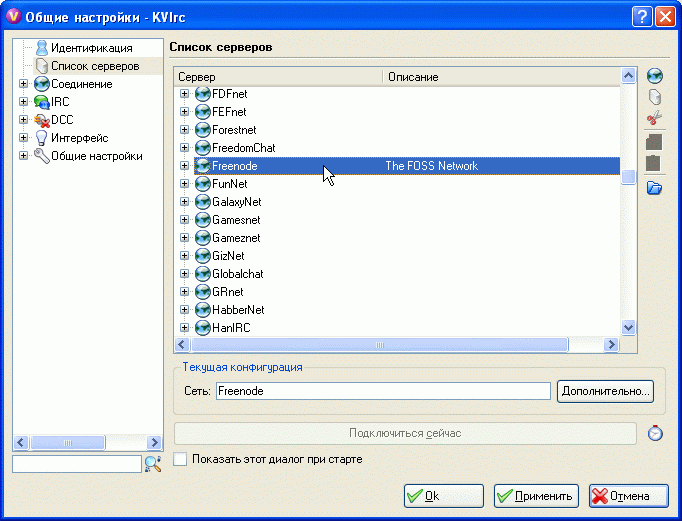 Общие настройки - KVIrc
Идентификация
Список серверов
Соединение
IRC
DCC
Интерфейс
Общие настройки
Список серверов
Сервер Описание
FDFnet
FEFnet
Forestnet
FreedomChat
Freenode The FOSS Network
FunNet
GalaxyNet
Gamesnet
Gameznet
GizNet
Globalchat
GRnet
HabberNet
HanIRC
Текущая конфигурация
Сеть: Freenode Дополнительно...
Подключиться сейчас
Показать этот диалог при старте
Ok Применить Отмена